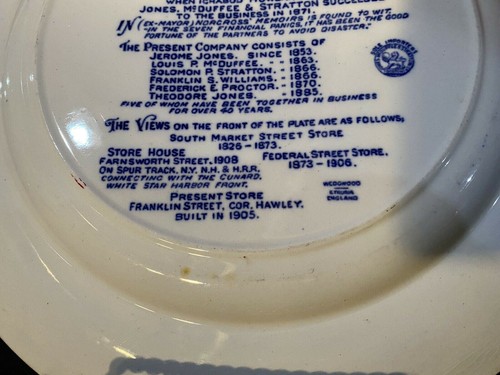 WHEN ICHABOD
JONES, MCDUFFEE & STRATTON SUCCEEDED
TO THE BUSINESS IN 1871.
IN (EX-MAYOR) NORCROSS, MEMOIRS IS FOUND TO WIT
"IN THE SEVEN FINANCIAL PANICS, IT HAS BEEN THE GOOD
FORTUNE OF THE PARTNERS TO AVOID DISASTER."
THE PRESENT COMPANY CONSISTS OF
JEROME JONES. SINCE 1853.
LOUIS P. MCDUFFEE. - - 1863.
SOLOMON P. STRATTON. - - 1866.
FRANKLIN S. WILLIAMS. - - 1866.
FREDERICK E. PROCTOR. - 1870.
THEODORE JONES. - - 1885.
FIVE OF WHOM HAVE BEEN TOGETHER IN BUSINESS
FOR OVER 40 YEARS.
THE VIEWS ON THE FRONT OF THE PLATE ARE AS FOLLOWS,
SOUTH MARKET STREET STORE
1826-1873.
STORE HOUSE
FARNSWORTH STREET, 1908
ON SPUR TRACK, N.Y. N.H. & H.R.R.
CONNECTING WITH THE CUNARD,
WHITE STAR HARBOR FRONT.
FEDERAL STREET STORE,
1873-1906.
WEDGWOOD
ETRURIA
ENGLAND
PRESENT STORE
FRANKLIN STREET, COR. HAWLEY.
BUILT IN 1905.